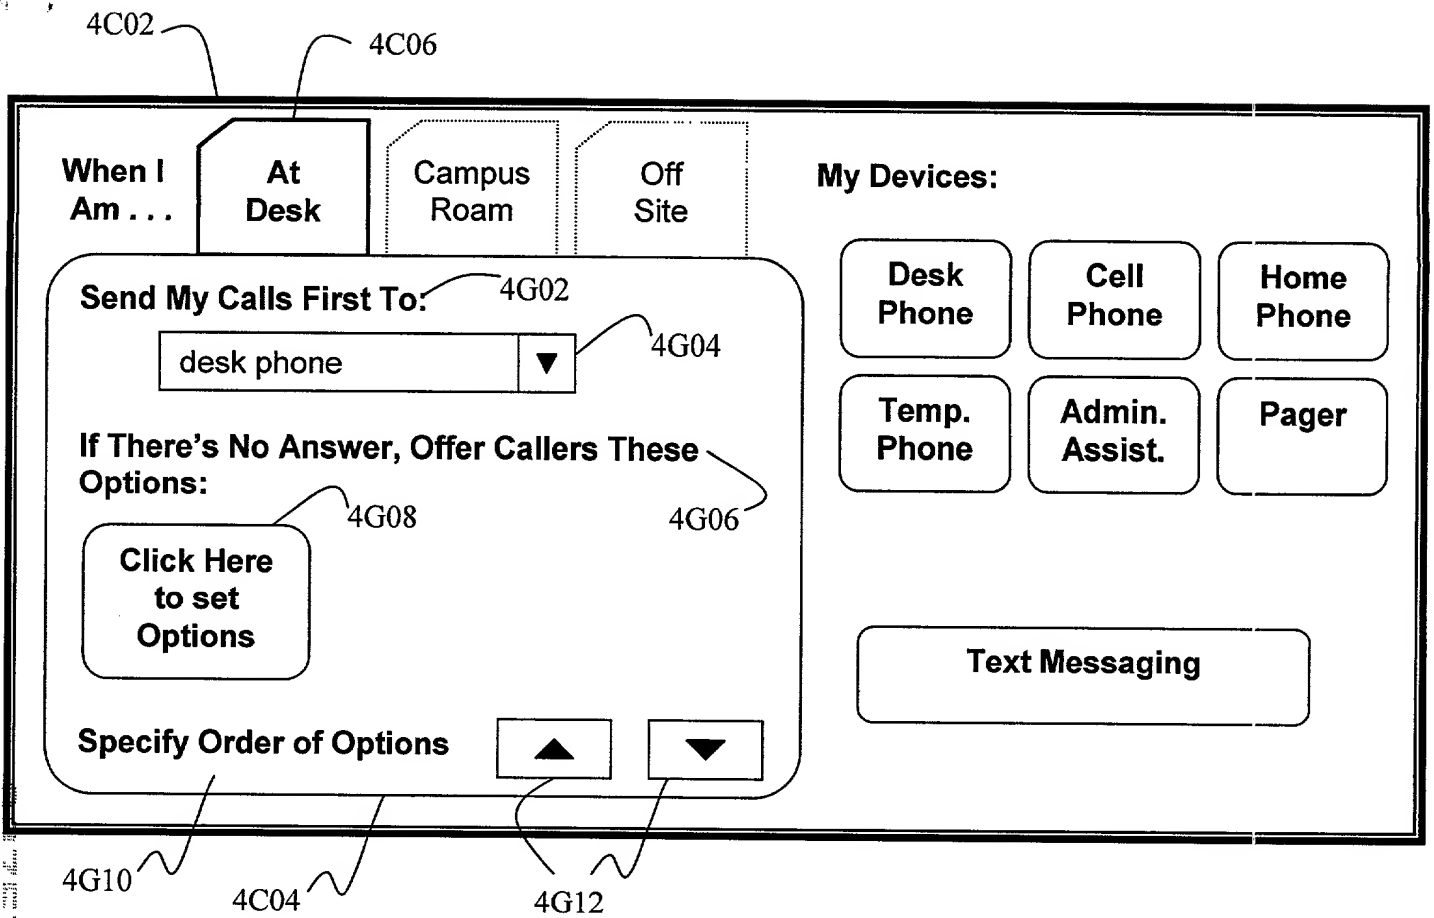 4C02
4C06
When I
Am . . .
At
Desk
Campus
Roam
Off
Site
My Devices:
Send My Calls First To:
4G02
desk phone
4G04
If There's No Answer, Offer Callers These
Options:
4G08
4G06
Click Here
to set
Options
Specify Order of Options
Desk
Phone
Cell
Phone
Home
Phone
Temp.
Phone
Admin.
Assist.
Pager
Text Messaging
4G10
4C04
4G12